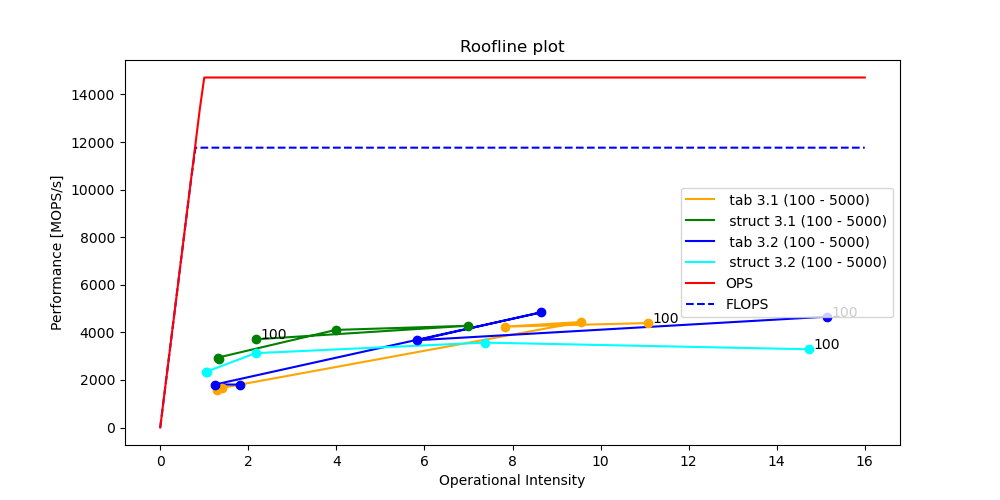 Roofline plot
Performance [MOPS/s]
14000
12000
10000
8000
6000
4000
2000
0
tab 3.1 (100 - 5000)
struct 3.1 (100 - 5000)
tab 3.2 (100 - 5000)
struct 3.2 (100 - 5000)
OPS
FLOPS
100
100
100
100
0 2 4 6 8 10 12 14 16
Operational Intensity